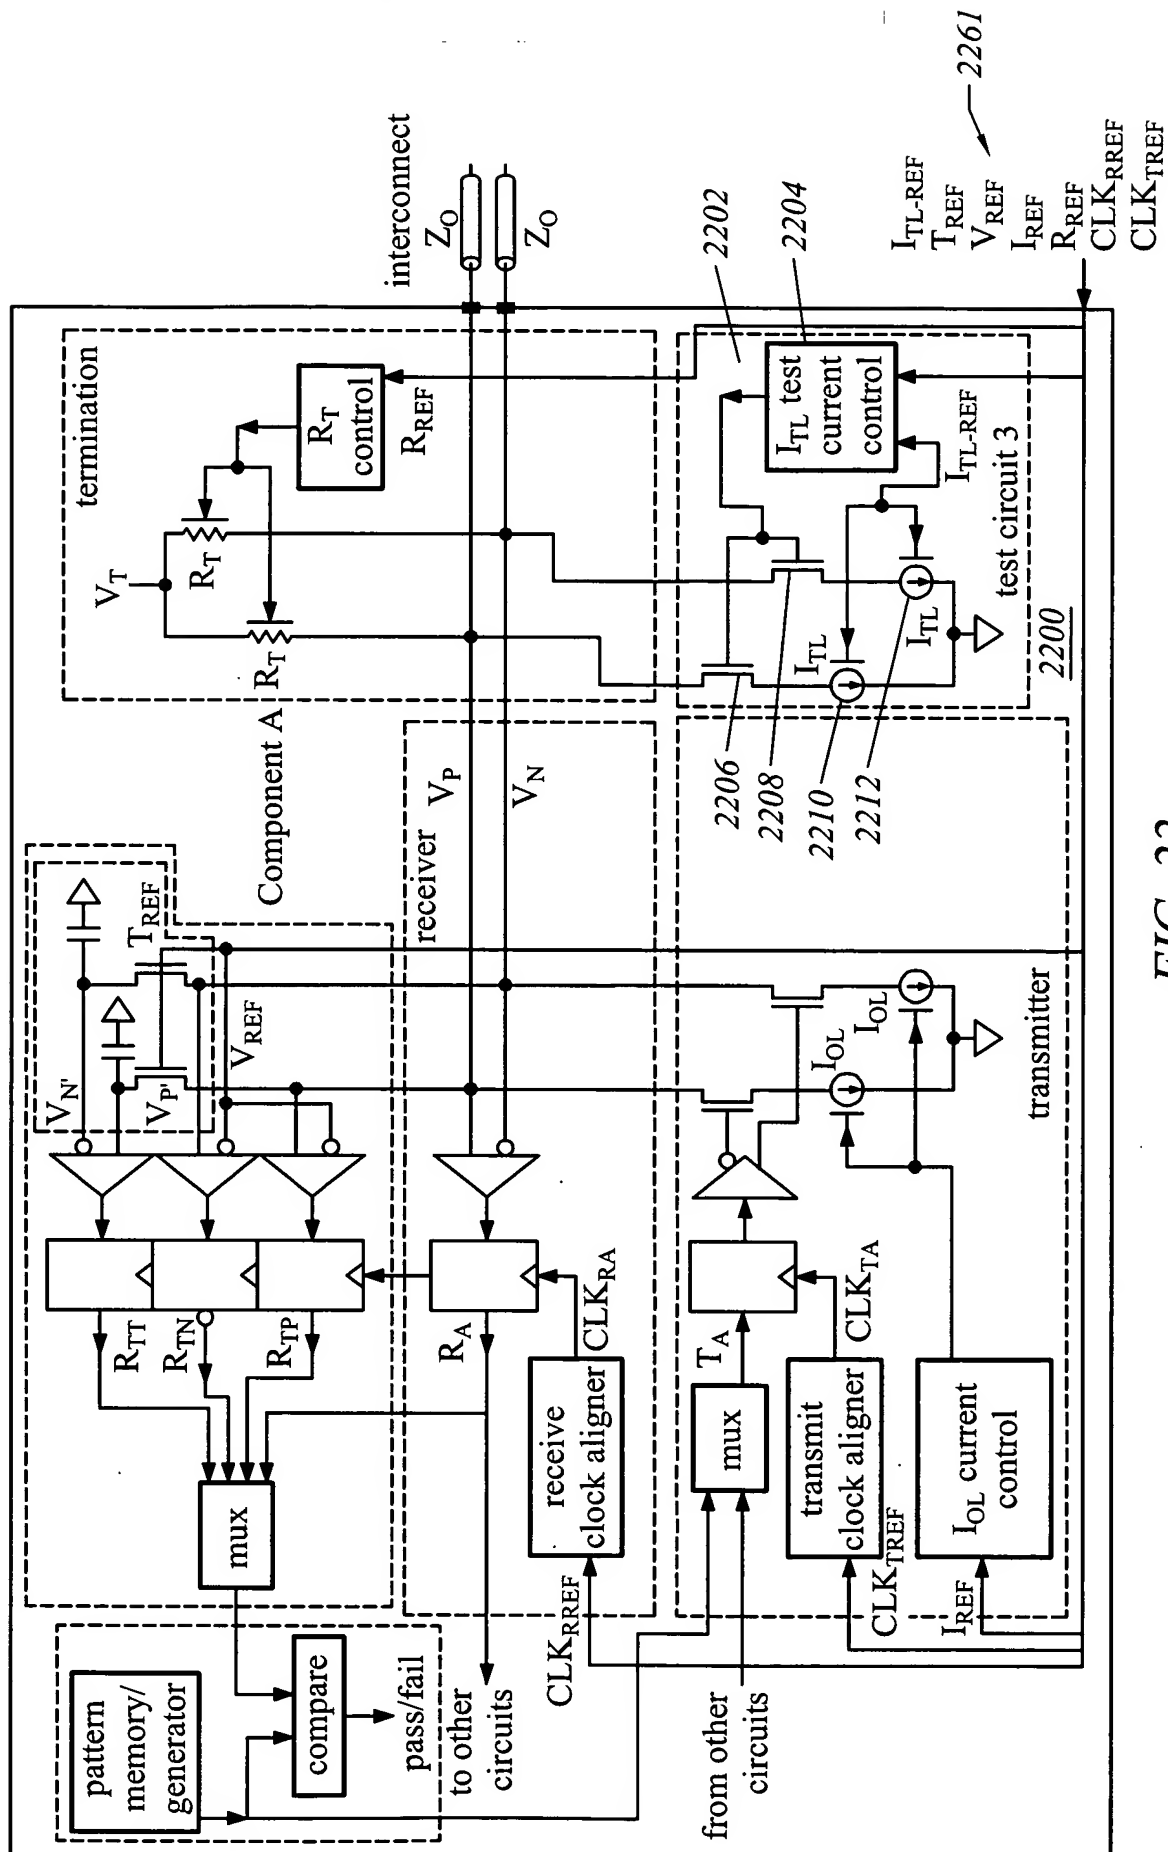 pattern
memory/
generator
compare
pass/fail
mux
R_TT
R_TN
R_TP
V_N'
V_P'
T_REF
V_REF
Component A
termination
V_T
R_T
R_T
R_T
control
R_REF
interconnect
Z_O
Z_O
receiver
V_P
V_N
R_A
CLK_RA
receive
clock aligner
CLK_RREF
to other
circuits
from other
circuits
mux
T_A
CLK_TA
transmit
clock aligner
CLK_TREF
I_OL current
control
I_REF
I_OL
I_OL
transmitter
2202
2204
I_TL test
current
control
I_TL-REF
I_TL
I_TL
test circuit 3
2200
2206
2208
2210
2212
I_TL-REF
T_REF
V_REF
I_REF
R_REF
CLK_RREF
CLK_TREF
2261